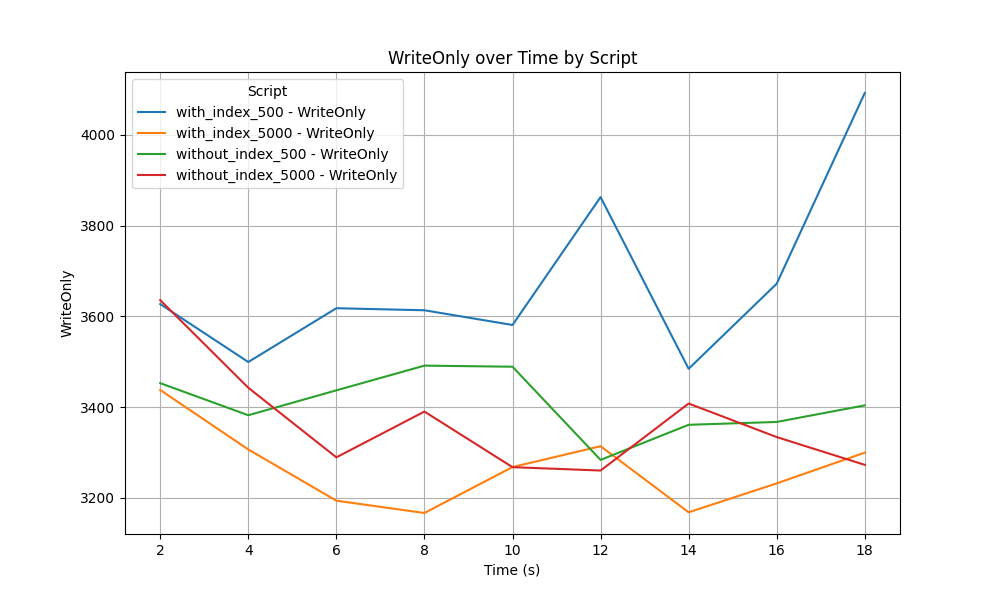 WriteOnly over Time by Script
Script
with_index_500 - WriteOnly
with_index_5000 - WriteOnly
without_index_500 - WriteOnly
without_index_5000 - WriteOnly
4000
3800
3600
3400
3200
WriteOnly
2 4 6 8 10 12 14 16 18
Time (s)